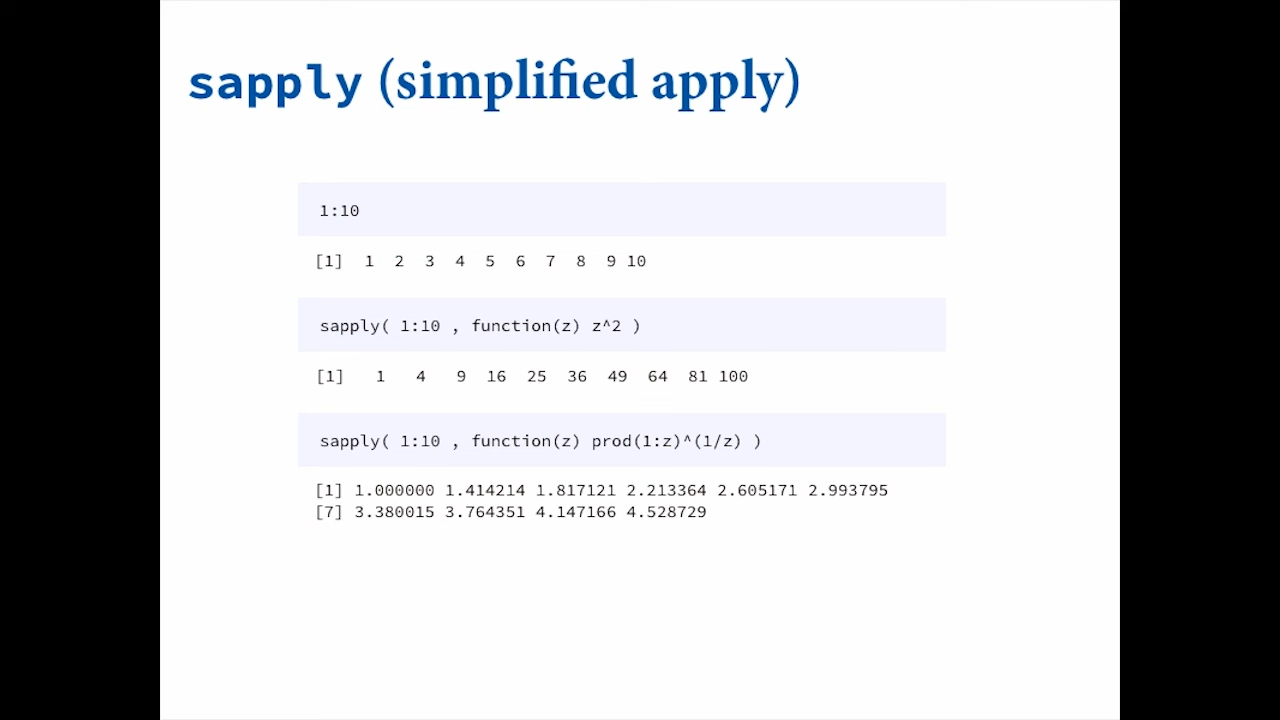 sapply (simplified apply)
1:10
[1]  1  2  3  4  5  6  7  8  9 10
sapply( 1:10 , function(z) z^2 )
[1]   1   4   9  16  25  36  49  64  81 100
sapply( 1:10 , function(z) prod(1:z)^(1/z) )
[1] 1.000000 1.414214 1.817121 2.213364 2.605171 2.993795
[7] 3.380015 3.764351 4.147166 4.528729